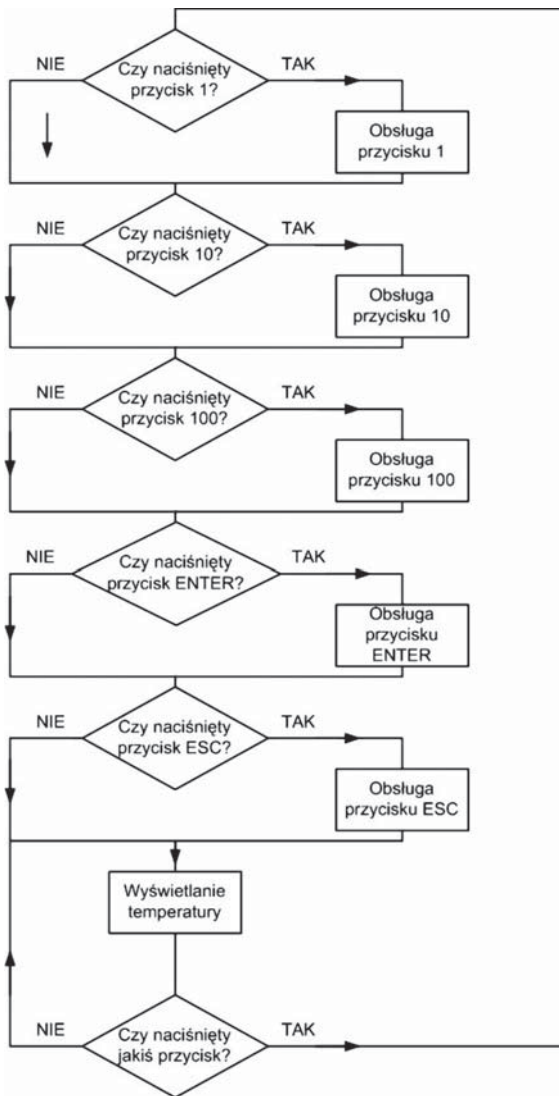 Czy naciśnięty
przycisk 1?
NIE
TAK
Obsługa
przycisku 1
Czy naciśnięty
przycisk 10?
NIE
TAK
Obsługa
przycisku 10
Czy naciśnięty
przycisk 100?
NIE
TAK
Obsługa
przycisku 100
Czy naciśnięty
przycisk ENTER?
NIE
TAK
Obsługa
przycisku
ENTER
Czy naciśnięty
przycisk ESC?
NIE
TAK
Obsługa
przycisku ESC
Wyświetlanie
temperatury
Czy naciśnięty
jakiś przycisk?
NIE
TAK